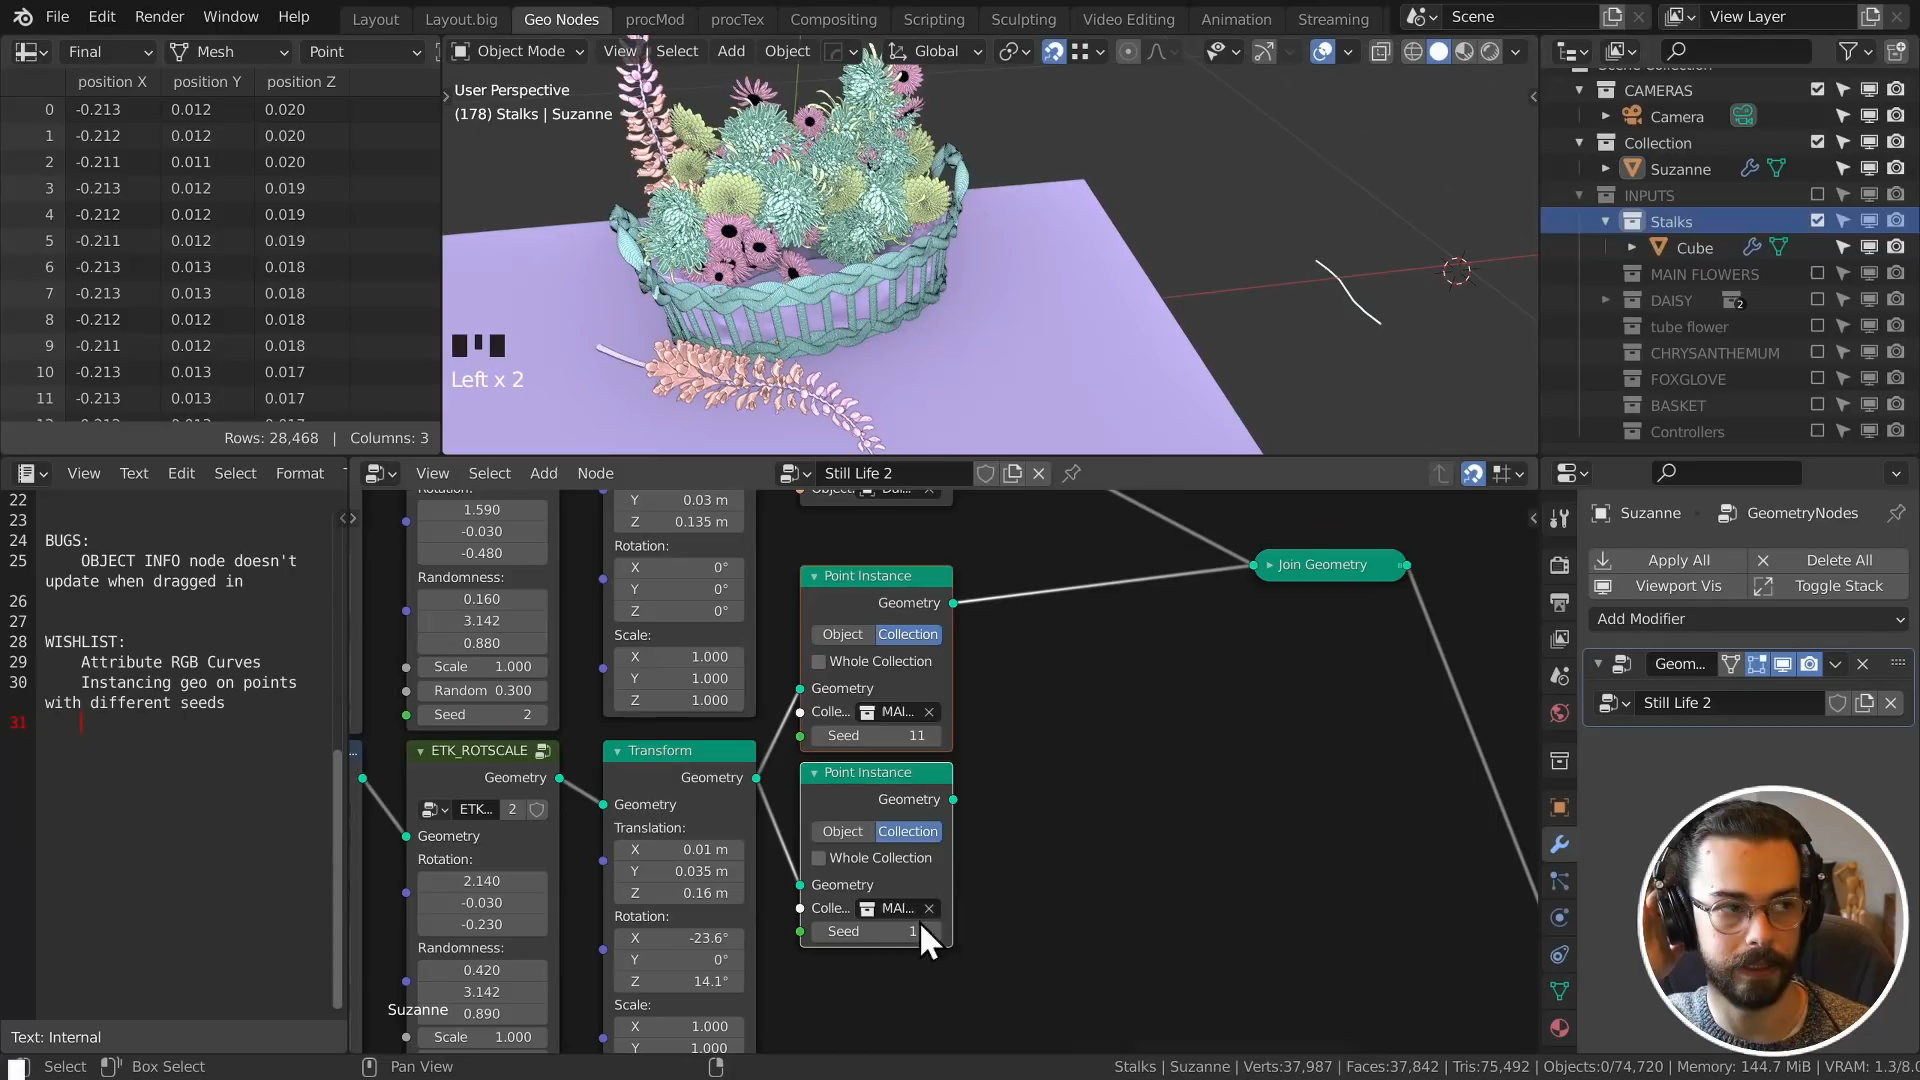 File Edit Render Window Help Layout Layout.big Geo Nodes procMod procTex Compositing Scripting Sculpting Video Editing Animation Streaming Scene View Layer
Final Mesh Point
position X position Y position Z
0 -0.213 0.012 0.020
1 -0.212 0.012 0.020
2 -0.211 0.011 0.020
3 -0.213 0.012 0.019
4 -0.212 0.012 0.019
5 -0.211 0.012 0.019
6 -0.213 0.013 0.018
7 -0.213 0.013 0.018
8 -0.212 0.012 0.018
9 -0.211 0.012 0.018
10 -0.213 0.013 0.017
11 -0.213 0.013 0.017
Rows: 28,468 | Columns: 3
Object Mode View Select Add Object Global
User Perspective
(178) Stalks | Suzanne
Left x 2
CAMERAS
Camera
Collection
Suzanne
INPUTS
Stalks
Cube
MAIN FLOWERS
DAISY 2
tube flower
CHRYSANTHEMUM
FOXGLOVE
BASKET
Controllers
View Text Edit Select Format
22
23
24 BUGS:
25 OBJECT INFO node doesn't
update when dragged in
26
27
28 WISHLIST:
29 Attribute RGB Curves
30 Instancing geo on points
with different seeds
31
Text: Internal
View Select Add Node Still Life 2
Rotation:
1.590
-0.030
-0.480
Randomness:
0.160
3.142
0.880
Scale 1.000
Random 0.300
Seed 2
ETK_ROTSCALE
Geometry
ETK... 2
Geometry
Rotation:
2.140
-0.030
-0.230
Randomness:
0.420
3.142
0.890
Scale 1.000
Suzanne
Y 0.03 m
Z 0.135 m
Rotation:
X 0°
Y 0°
Z 0°
Scale:
X 1.000
Y 1.000
Z 1.000
Transform
Geometry
Geometry
Translation:
X 0.01 m
Y 0.035 m
Z 0.16 m
Rotation:
X -23.6°
Y 0°
Z 14.1°
Scale:
X 1.000
Y 1.000
Point Instance
Geometry
Object Collection
Whole Collection
Geometry
Colle... MAI...
Seed 11
Point Instance
Geometry
Object Collection
Whole Collection
Geometry
Colle... MAI...
Seed 1
Join Geometry
Suzanne GeometryNodes
Apply All Delete All
Viewport Vis Toggle Stack
Add Modifier
Geom...
Still Life 2
Select Box Select Pan View Stalks | Suzanne | Verts:37,987 | Faces:37,842 | Tris:75,492 | Objects:0/74,720 | Memory: 144.7 MiB | VRAM: 1.3/8.0